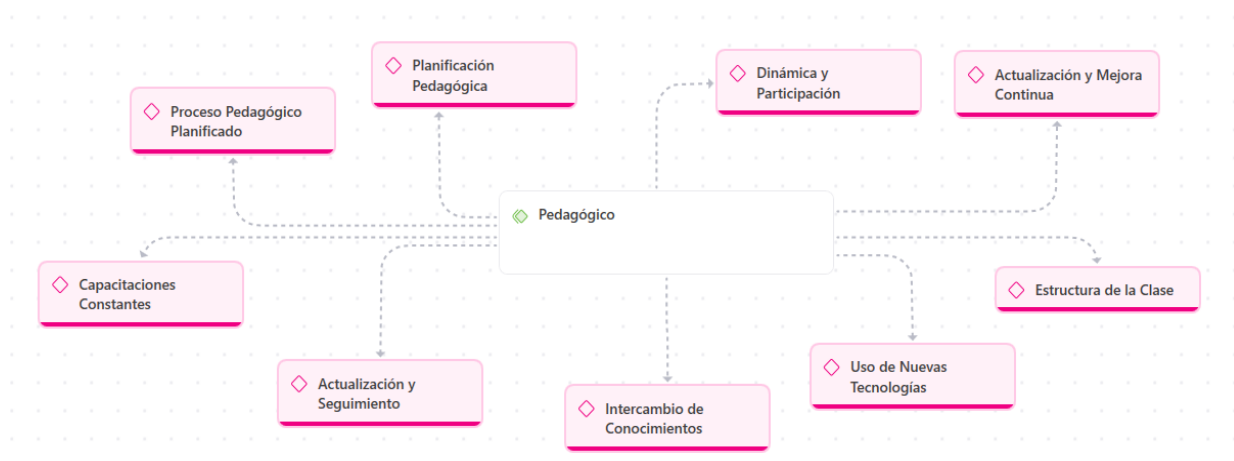 Planificación
Pedagógica
Dinámica y
Participación
Actualización y Mejora
Continua
Proceso Pedagógico
Planificado
Pedagógico
Capacitaciones
Constantes
Estructura de la Clase
Actualización y
Seguimiento
Uso de Nuevas
Tecnologías
Intercambio de
Conocimientos